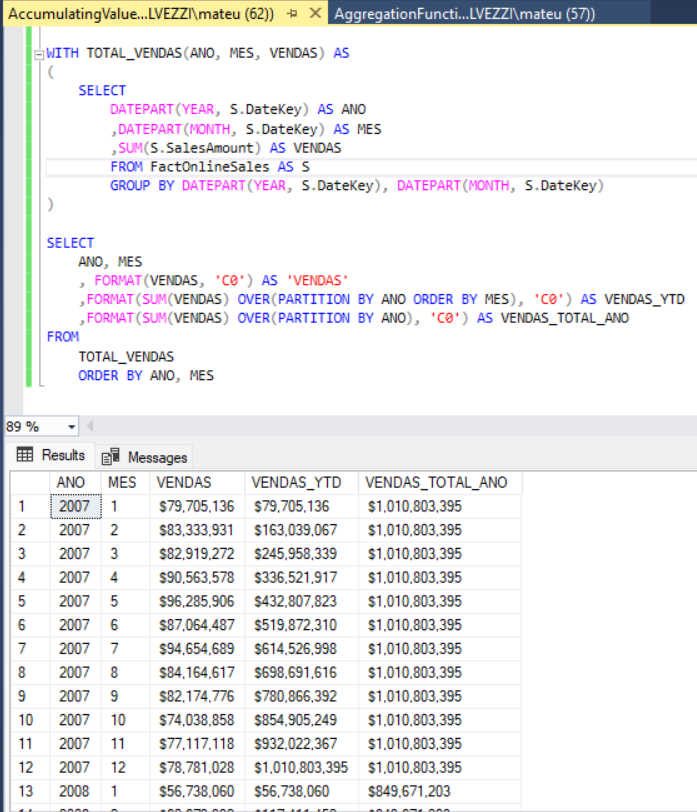 AccumulatingValue...LVEZZI\mateu (62))
AggregationFuncti...LVEZZI\mateu (57))
WITH TOTAL_VENDAS(ANO, MES, VENDAS) AS
(
SELECT
DATEPART(YEAR, S.DateKey) AS ANO
,DATEPART(MONTH, S.DateKey) AS MES
,SUM(S.SalesAmount) AS VENDAS
FROM FactOnlineSales AS S
GROUP BY DATEPART(YEAR, S.DateKey), DATEPART(MONTH, S.DateKey)
)
SELECT
ANO, MES
, FORMAT(VENDAS, 'C0') AS 'VENDAS'
,FORMAT(SUM(VENDAS) OVER(PARTITION BY ANO ORDER BY MES), 'C0') AS VENDAS_YTD
,FORMAT(SUM(VENDAS) OVER(PARTITION BY ANO), 'C0') AS VENDAS_TOTAL_ANO
FROM
TOTAL_VENDAS
ORDER BY ANO, MES
89 %
Results Messages
ANO MES VENDAS VENDAS_YTD VENDAS_TOTAL_ANO
1 2007 1 $79,705,136 $79,705,136 $1,010,803,395
2 2007 2 $83,333,931 $163,039,067 $1,010,803,395
3 2007 3 $82,919,272 $245,958,339 $1,010,803,395
4 2007 4 $90,563,578 $336,521,917 $1,010,803,395
5 2007 5 $96,285,906 $432,807,823 $1,010,803,395
6 2007 6 $87,064,487 $519,872,310 $1,010,803,395
7 2007 7 $94,654,689 $614,526,998 $1,010,803,395
8 2007 8 $84,164,617 $698,691,616 $1,010,803,395
9 2007 9 $82,174,776 $780,866,392 $1,010,803,395
10 2007 10 $74,038,858 $854,905,249 $1,010,803,395
11 2007 11 $77,117,118 $932,022,367 $1,010,803,395
12 2007 12 $78,781,028 $1,010,803,395 $1,010,803,395
13 2008 1 $56,738,060 $56,738,060 $849,671,203